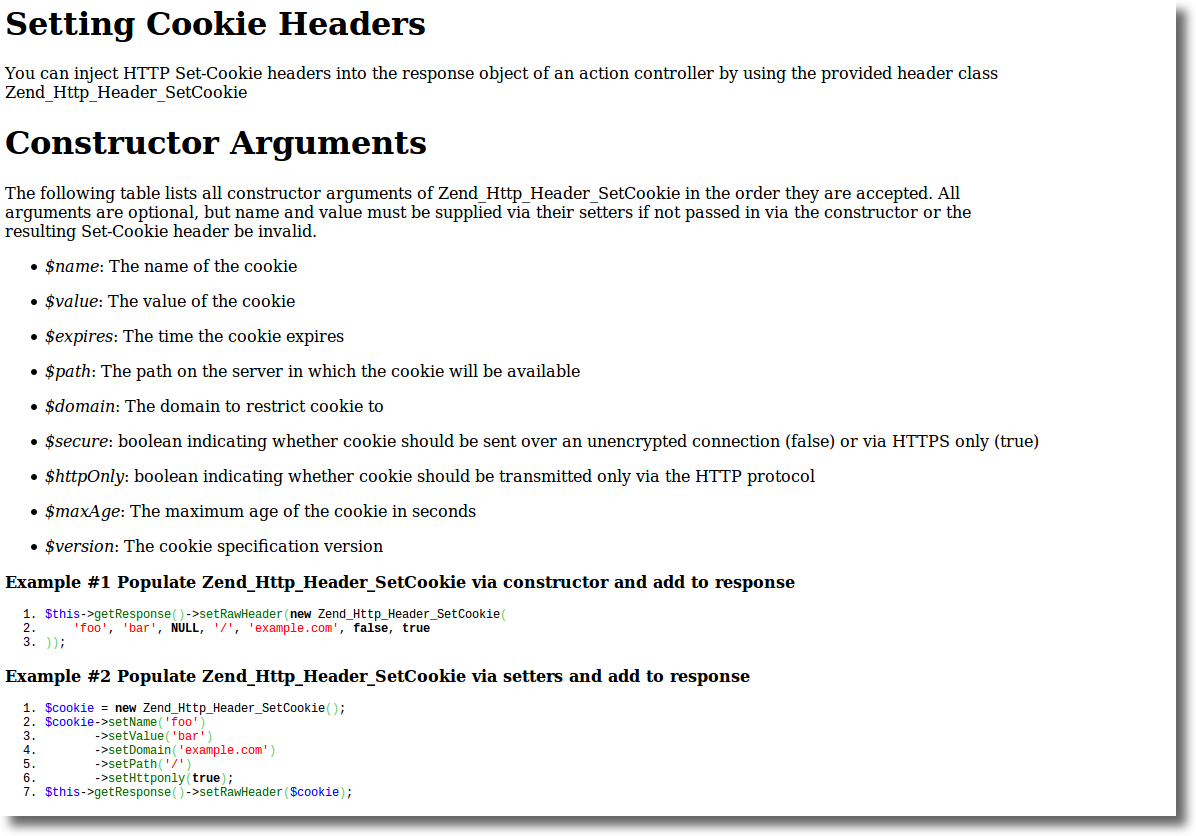 Setting Cookie Headers
You can inject HTTP Set-Cookie headers into the response object of an action controller by using the provided header class
Zend_Http_Header_SetCookie
Constructor Arguments
The following table lists all constructor arguments of Zend_Http_Header_SetCookie in the order they are accepted. All
arguments are optional, but name and value must be supplied via their setters if not passed in via the constructor or the
resulting Set-Cookie header be invalid.
• $name: The name of the cookie
• $value: The value of the cookie
• $expires: The time the cookie expires
• $path: The path on the server in which the cookie will be available
• $domain: The domain to restrict cookie to
• $secure: boolean indicating whether cookie should be sent over an unencrypted connection (false) or via HTTPS only (true)
• $httpOnly: boolean indicating whether cookie should be transmitted only via the HTTP protocol
• $maxAge: The maximum age of the cookie in seconds
• $version: The cookie specification version
Example #1 Populate Zend_Http_Header_SetCookie via constructor and add to response
1. $this->getResponse()->setRawHeader(new Zend_Http_Header_SetCookie(
2.     'foo', 'bar', NULL, '/', 'example.com', false, true
3. ));
Example #2 Populate Zend_Http_Header_SetCookie via setters and add to response
1. $cookie = new Zend_Http_Header_SetCookie();
2. $cookie->setName('foo')
3.        ->setValue('bar')
4.        ->setDomain('example.com')
5.        ->setPath('/')
6.        ->setHttponly(true);
7. $this->getResponse()->setRawHeader($cookie);